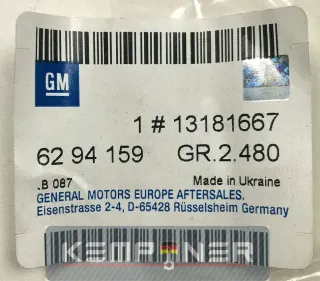 GM
1 # 13181667
62 94 159 GR.2.480
.B 087 Made in Ukraine
GENERAL MOTORS EUROPE AFTERSALES.
Eisenstrasse 2-4, D-65428 Rüsselsheim Germany
KEMPONER